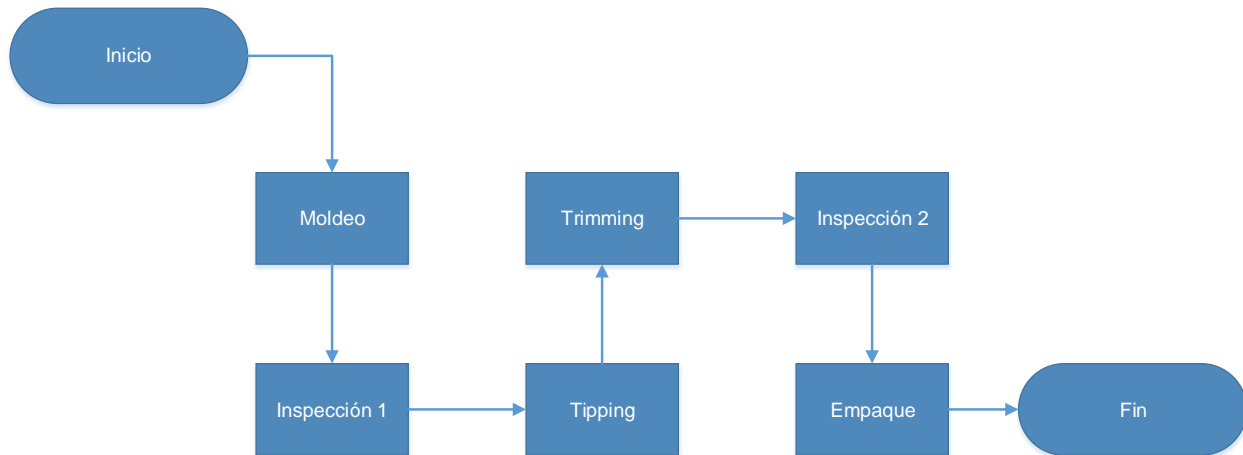 Inicio
Moldeo
Inspección 1
Tipping
Trimming
Inspección 2
Empaque
Fin